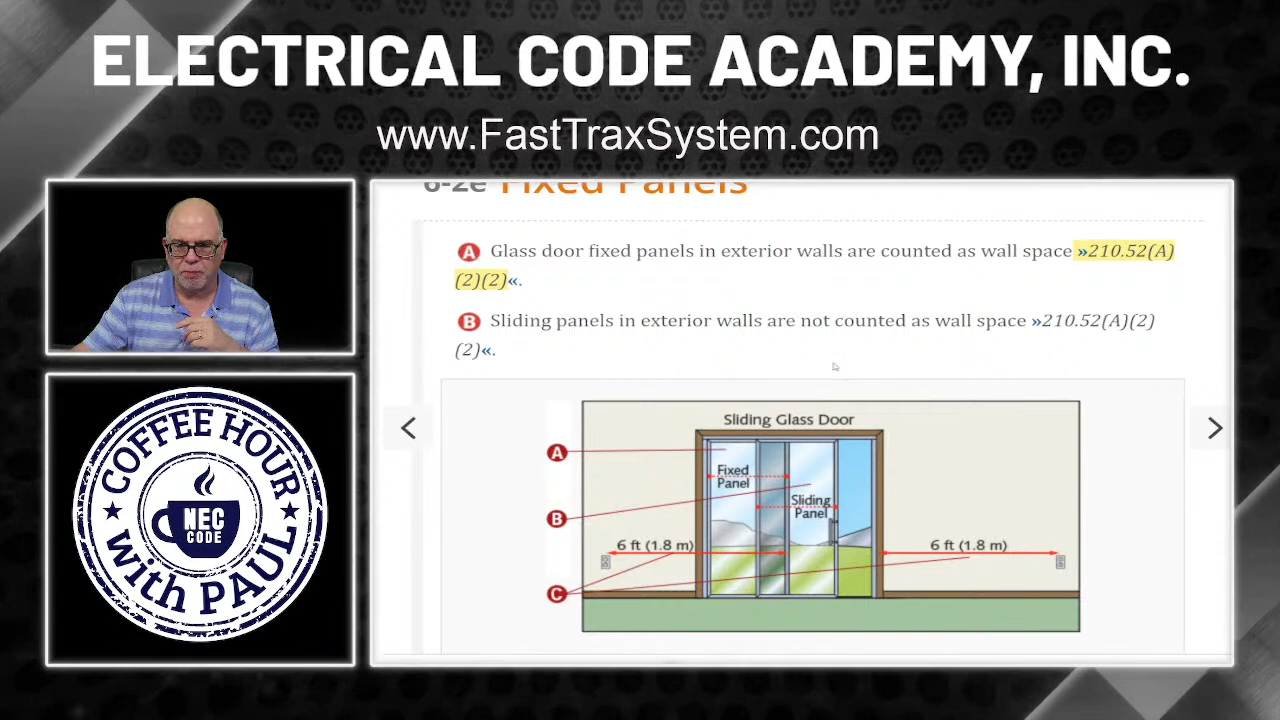 ELECTRICAL CODE ACADEMY, INC.
www.FastTraxSystem.com
6-2e Fixed Panels
A Glass door fixed panels in exterior walls are counted as wall space »210.52(A)
(2)(2)«.
B Sliding panels in exterior walls are not counted as wall space »210.52(A)(2)
(2)«.
Sliding Glass Door
A
Fixed
Panel
B
Sliding
Panel
6 ft (1.8 m)
6 ft (1.8 m)
C
COFFEE HOUR
NEC
CODE
with PAUL